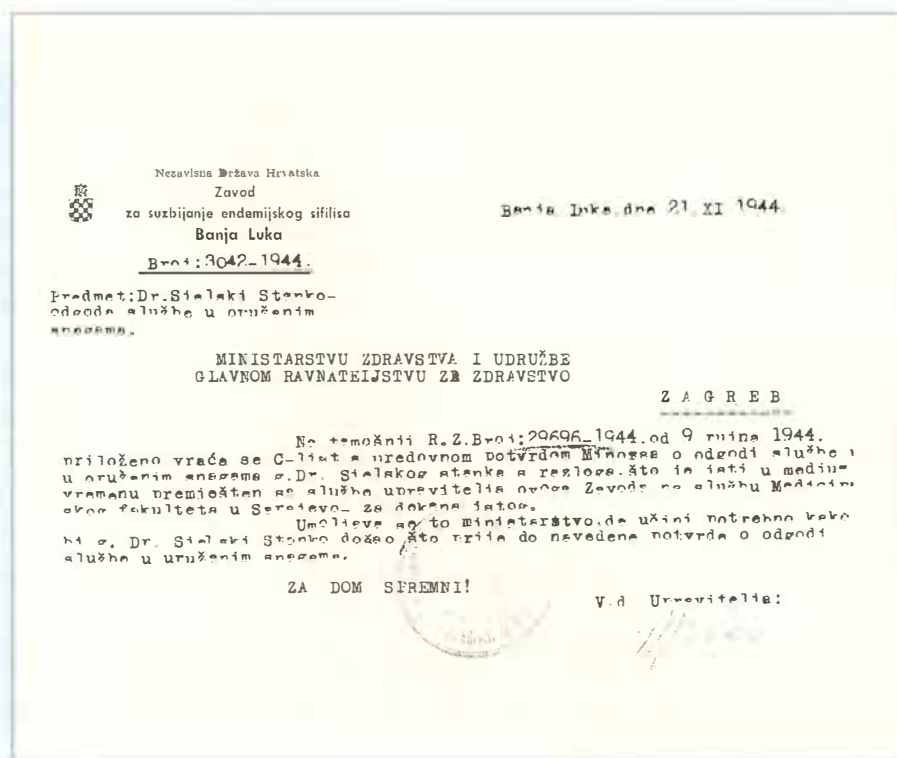 Nezavisna Država Hrvatska
Zavod
za suzbijanje endemijskog sifilisa
Banja Luka
Broj:3042-1944.
Banja Luka, dne 21 XI 1944.
Predmet:Dr.Sielski Stanko-
odgoda službe u oružanim
snagama.
MINISTARSTVU ZDRAVSTVA I UDRUŽBE
GLAVNOM RAVNATELJSTVU ZA ZDRAVSTVO
Z A G R E B
Na tamošnji R.Z.Broj:29696-1944.od 9 rujna 1944.
priloženo vraća se C-list s uredovnom potvrdom Minorsa o odgodi službe
u oružanim snagama g.Dr. Sielskog Stanka s razloga.što je isti u među-
vremenu premješten sa službe upravitelja ovoga Zavoda na službu Medicin
skog fakulteta u Sarajevo- za dekana istog.
Umoljava se to ministarstvo,da učini potrebno kako
bi g. Dr. Sielski Stanko došao što prije do navedene potvrde o odgodi
službe u uružanim snagama.
ZA DOM SPREMNI!
V.d Upravitelja: